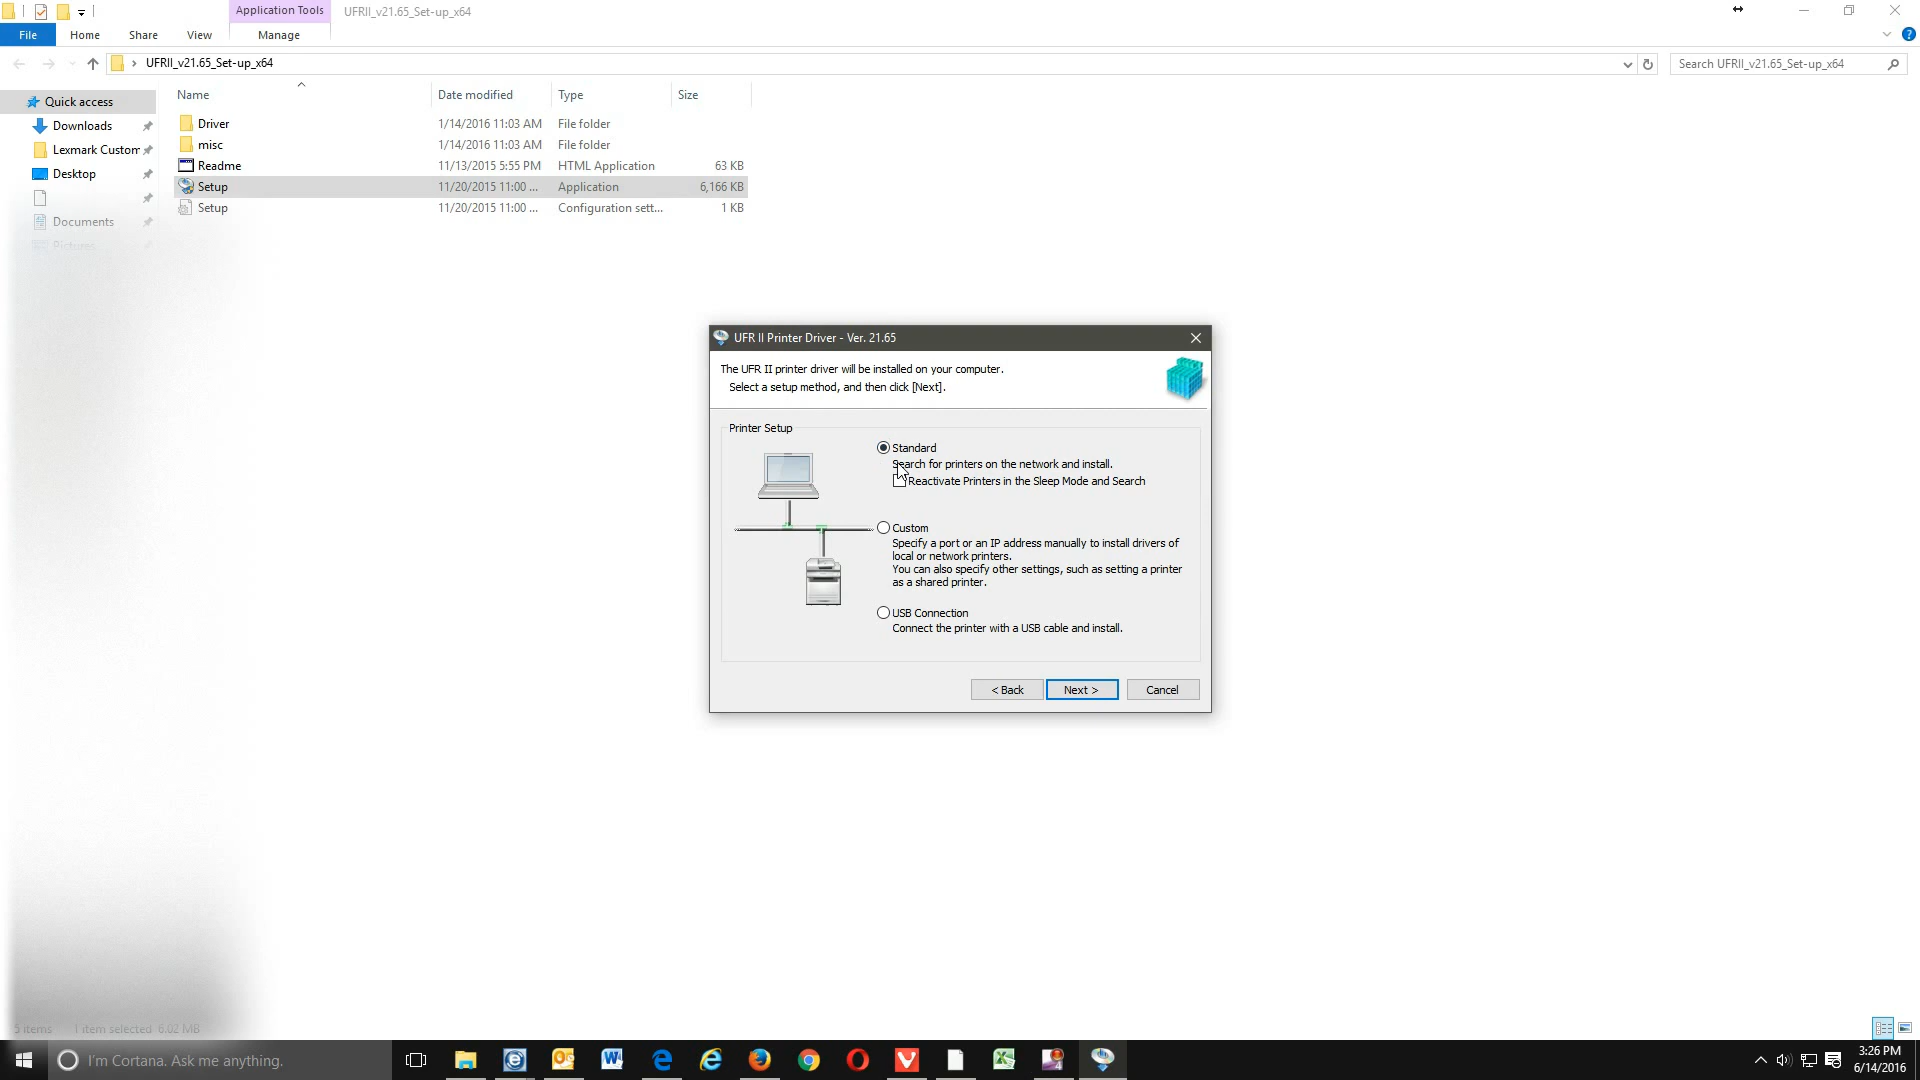 Application Tools
UFRII_v21.65_Set-up_x64
File
Home
Share
View
Manage
UFRII_v21.65_Set-up_x64
Search UFRII_v21.65_Set-up_x64
Name
Date modified
Type
Size
Quick access
Downloads
Lexmark Custom
Desktop
Documents
Pictures
Driver 1/14/2016 11:03 AM File folder
misc 1/14/2016 11:03 AM File folder
Readme 11/13/2015 5:55 PM HTML Application 63 KB
Setup 11/20/2015 11:00 ... Application 6,166 KB
Setup 11/20/2015 11:00 ... Configuration sett... 1 KB
UFR II Printer Driver - Ver. 21.65
The UFR II printer driver will be installed on your computer.
Select a setup method, and then click [Next].
Printer Setup
Standard
Search for printers on the network and install.
Reactivate Printers in the Sleep Mode and Search
Custom
Specify a port or an IP address manually to install drivers of
local or network printers.
You can also specify other settings, such as setting a printer
as a shared printer.
USB Connection
Connect the printer with a USB cable and install.
< Back
Next >
Cancel
5 items 1 item selected 6.02 MB
I'm Cortana. Ask me anything.
3:26 PM
6/14/2016